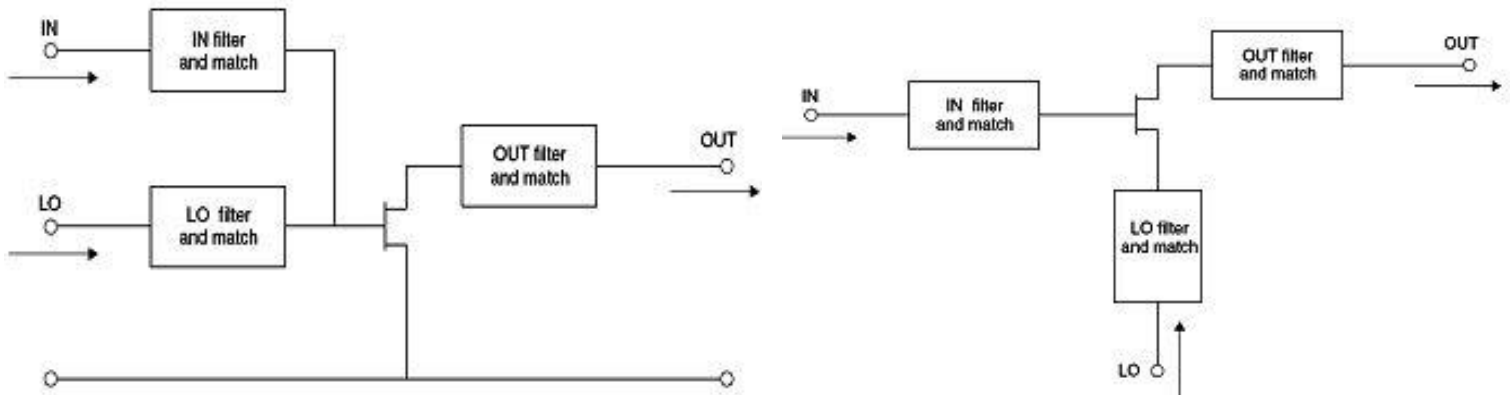 IN
IN filter
and match
LO
LO filter
and match
OUT filter
and match
OUT
IN
IN filter
and match
OUT filter
and match
OUT
LO filter
and match
LO